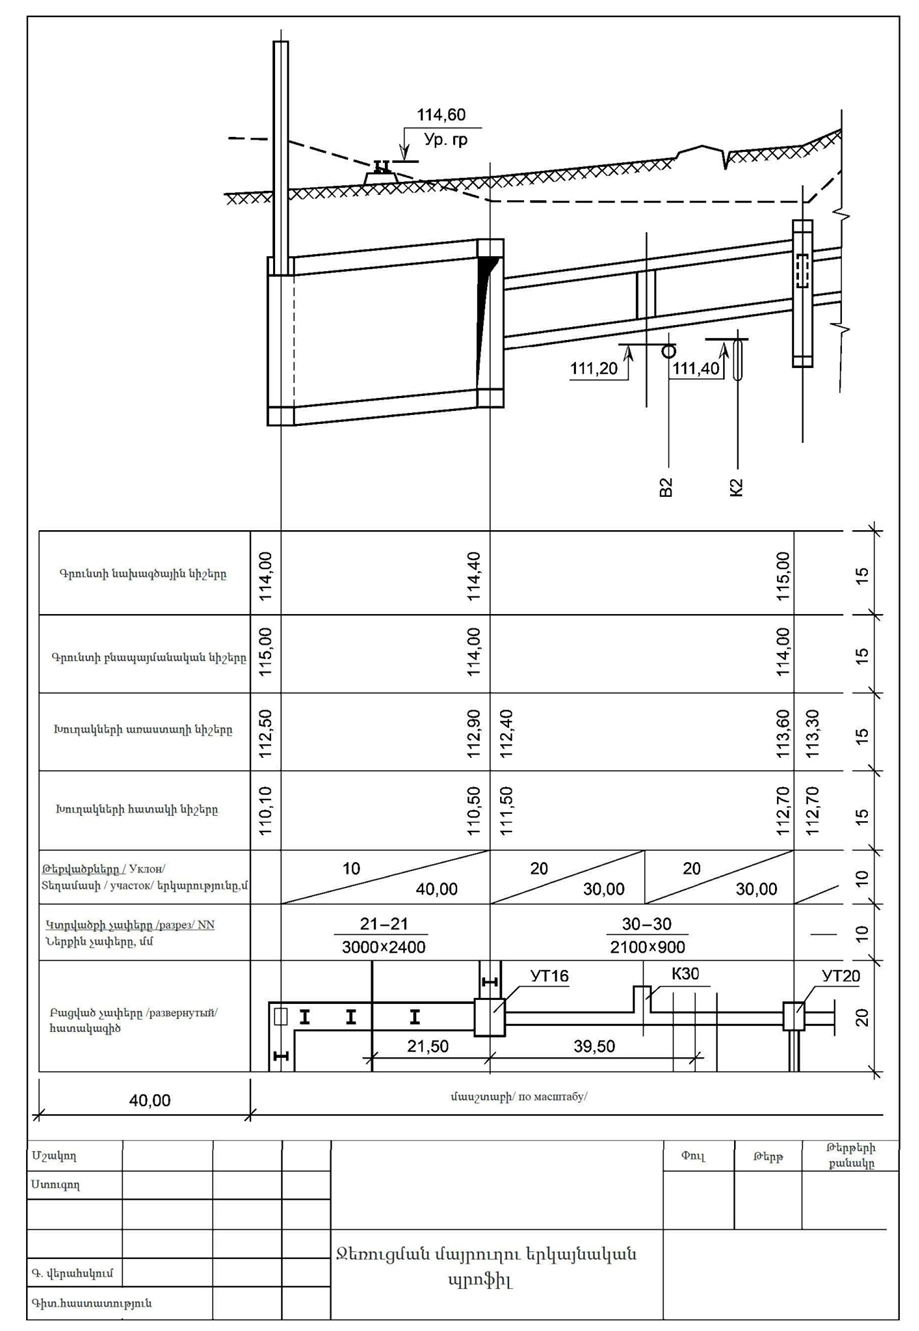 114,60
Ур. гр
111,20
111,40
B2
K2
Գրունտի նախագծային նիշերը
114,00
114,40
115,00
15
Գրունտի բնապայմանական նիշերը
115,00
114,00
114,00
15
Խուղակների առաստաղի նիշերը
112,50
112,90
112,40
113,60
113,30
15
Խուղակների հատակի նիշերը
110,10
110,50
111,50
112,70
112,70
15
Թեքվածքները / Уклон/
Տեղամասի / участок/ երկարությունը,մ
10
40,00
20
30,00
20
30,00
10
Կտրվածքի չափերը /разрез/ NN
Ներքին չափերը, մմ
21–21
3000×2400
30–30
2100×900
10
Բացված չափերը /развернутый/
հատակագիծ
УТ16
К30
УТ20
21,50
39,50
20
40,00
մասշտաբի/ по масштабу/
Մշակող
Ստուգող
Գ. վերահսկում
Գիտ.հաստատություն
Ջեռուցման մայրուղու երկայնական
պրոֆիլ
Փուլ
Թերթ
Թերթերի
քանակը